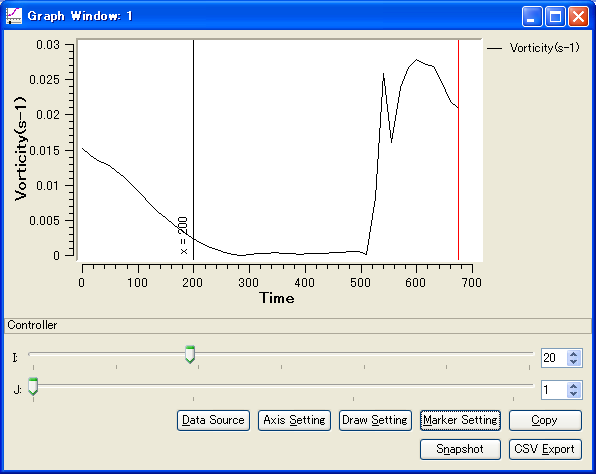 Graph Window: 1
0.03
0.025
0.02
0.015
0.01
0.005
0
Vorticity(s-1)
Vorticity(s-1)
x = 200
0 100 200 300 400 500 600 700
Time
Controller
I: 20
J: 1
Data Source Axis Setting Draw Setting Marker Setting Copy
Snapshot CSV Export